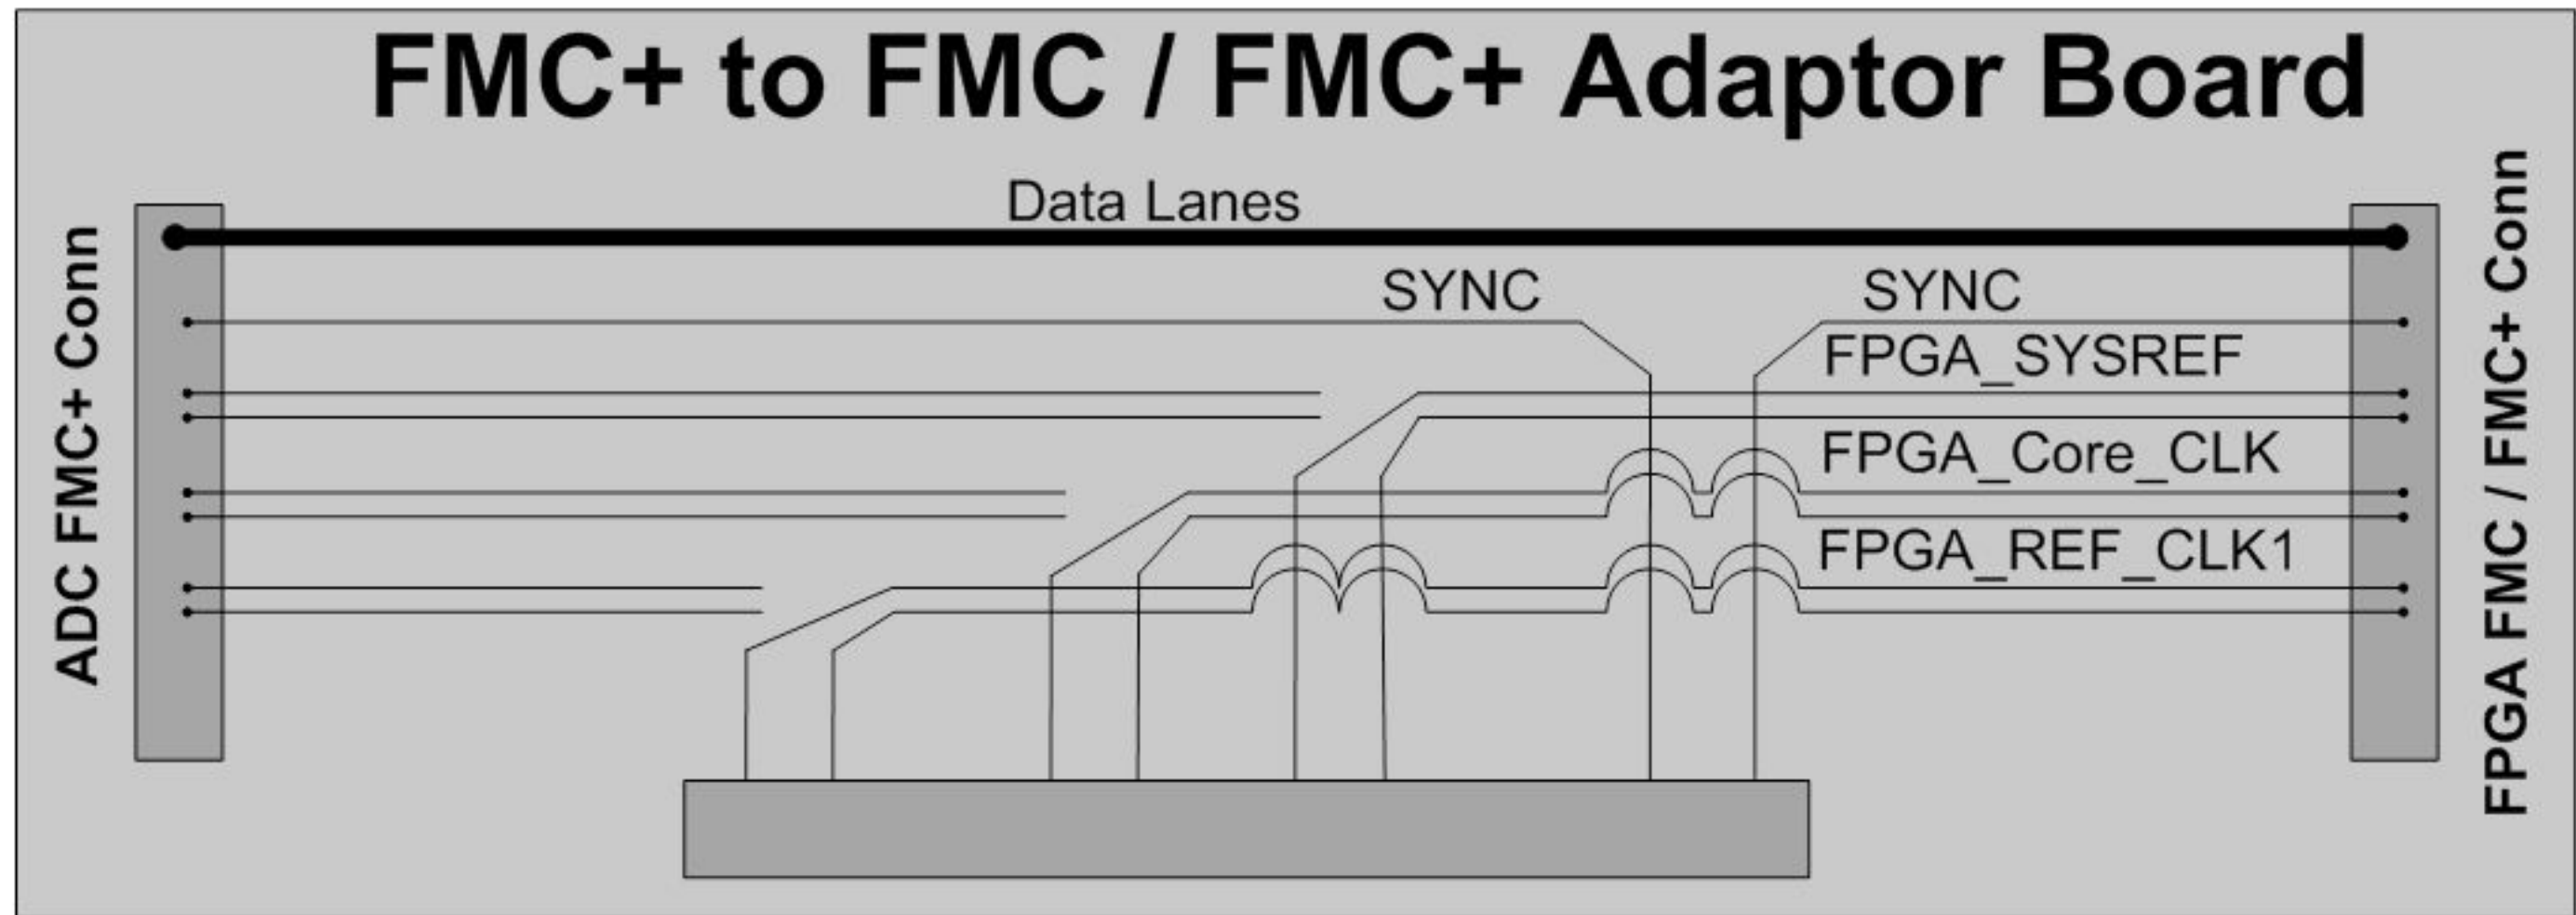 FMC+ to FMC / FMC+ Adaptor Board
Data Lanes
ADC FMC+ Conn
FPGA FMC / FMC+ Conn
SYNC
SYNC
FPGA_SYSREF
FPGA_Core_CLK
FPGA_REF_CLK1